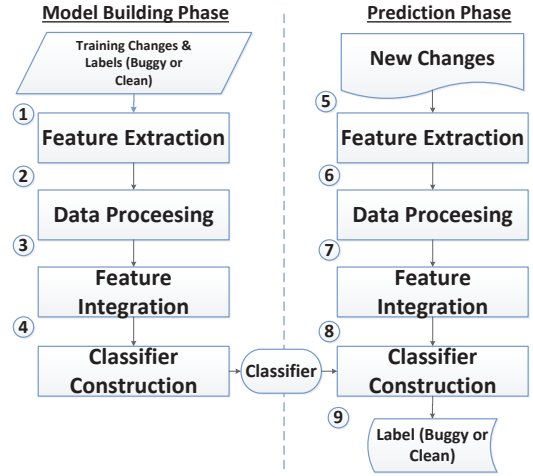 Model Building Phase
Training Changes &
Labels (Buggy or
Clean)
1
Feature Extraction
2
Data Proceesing
3
Feature
Integration
4
Classifier
Construction
Classifier
Prediction Phase
New Changes
5
Feature Extraction
6
Data Proceesing
7
Feature
Integration
8
Classifier
Construction
9
Label (Buggy or
Clean)